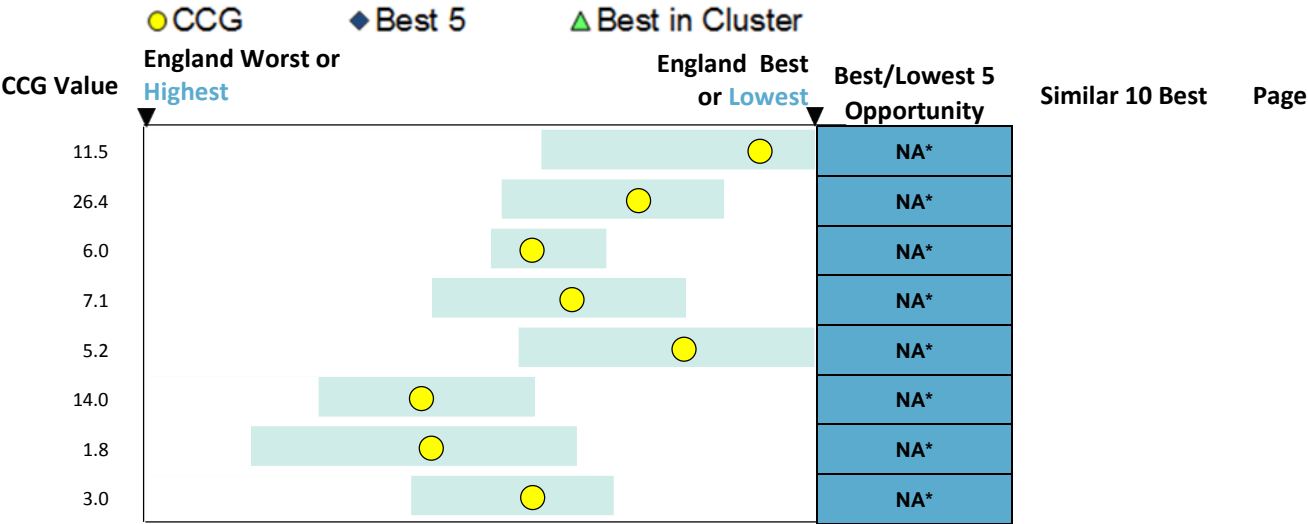 CCG Best 5 Best in Cluster
CCG Value England Worst or Highest England Best or Lowest Best/Lowest 5 Opportunity Similar 10 Best Page
11.5 NA*
26.4 NA*
6.0 NA*
7.1 NA*
5.2 NA*
14.0 NA*
1.8 NA*
3.0 NA*